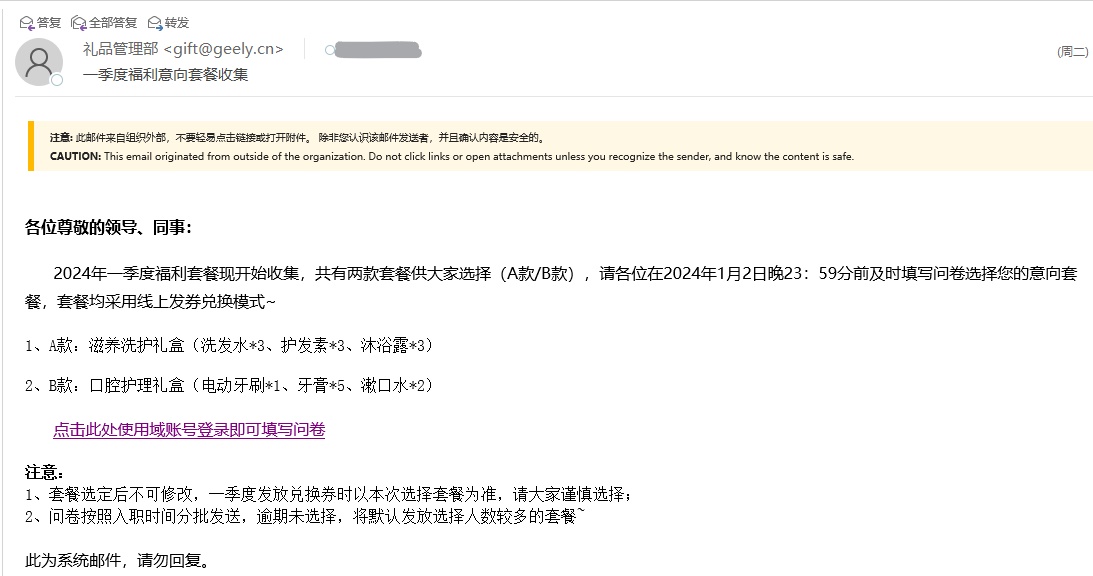 答复 全部答复 转发
礼品管理部 <gift@geely.cn>
(周二)
一季度福利意向套餐收集
注意: 此邮件来自组织外部，不要轻易点击链接或打开附件。 除非您认识该邮件发送者，并且确认内容是安全的。
CAUTION: This email originated from outside of the organization. Do not click links or open attachments unless you recognize the sender, and know the content is safe.
各位尊敬的领导、同事：
2024年一季度福利套餐现开始收集，共有两款套餐供大家选择（A款/B款），请各位在2024年1月2日晚23：59分前及时填写问卷选择您的意向套
餐，套餐均采用线上发券兑换模式~
1、A款：滋养洗护礼盒（洗发水*3、护发素*3、沐浴露*3）
2、B款：口腔护理礼盒（电动牙刷*1、牙膏*5、漱口水*2）
点击此处使用域账号登录即可填写问卷
注意：
1、套餐选定后不可修改，一季度发放兑换券时以本次选择套餐为准，请大家谨慎选择；
2、问卷按照入职时间分批发送，逾期未选择，将默认发放选择人数较多的套餐~
此为系统邮件，请勿回复。